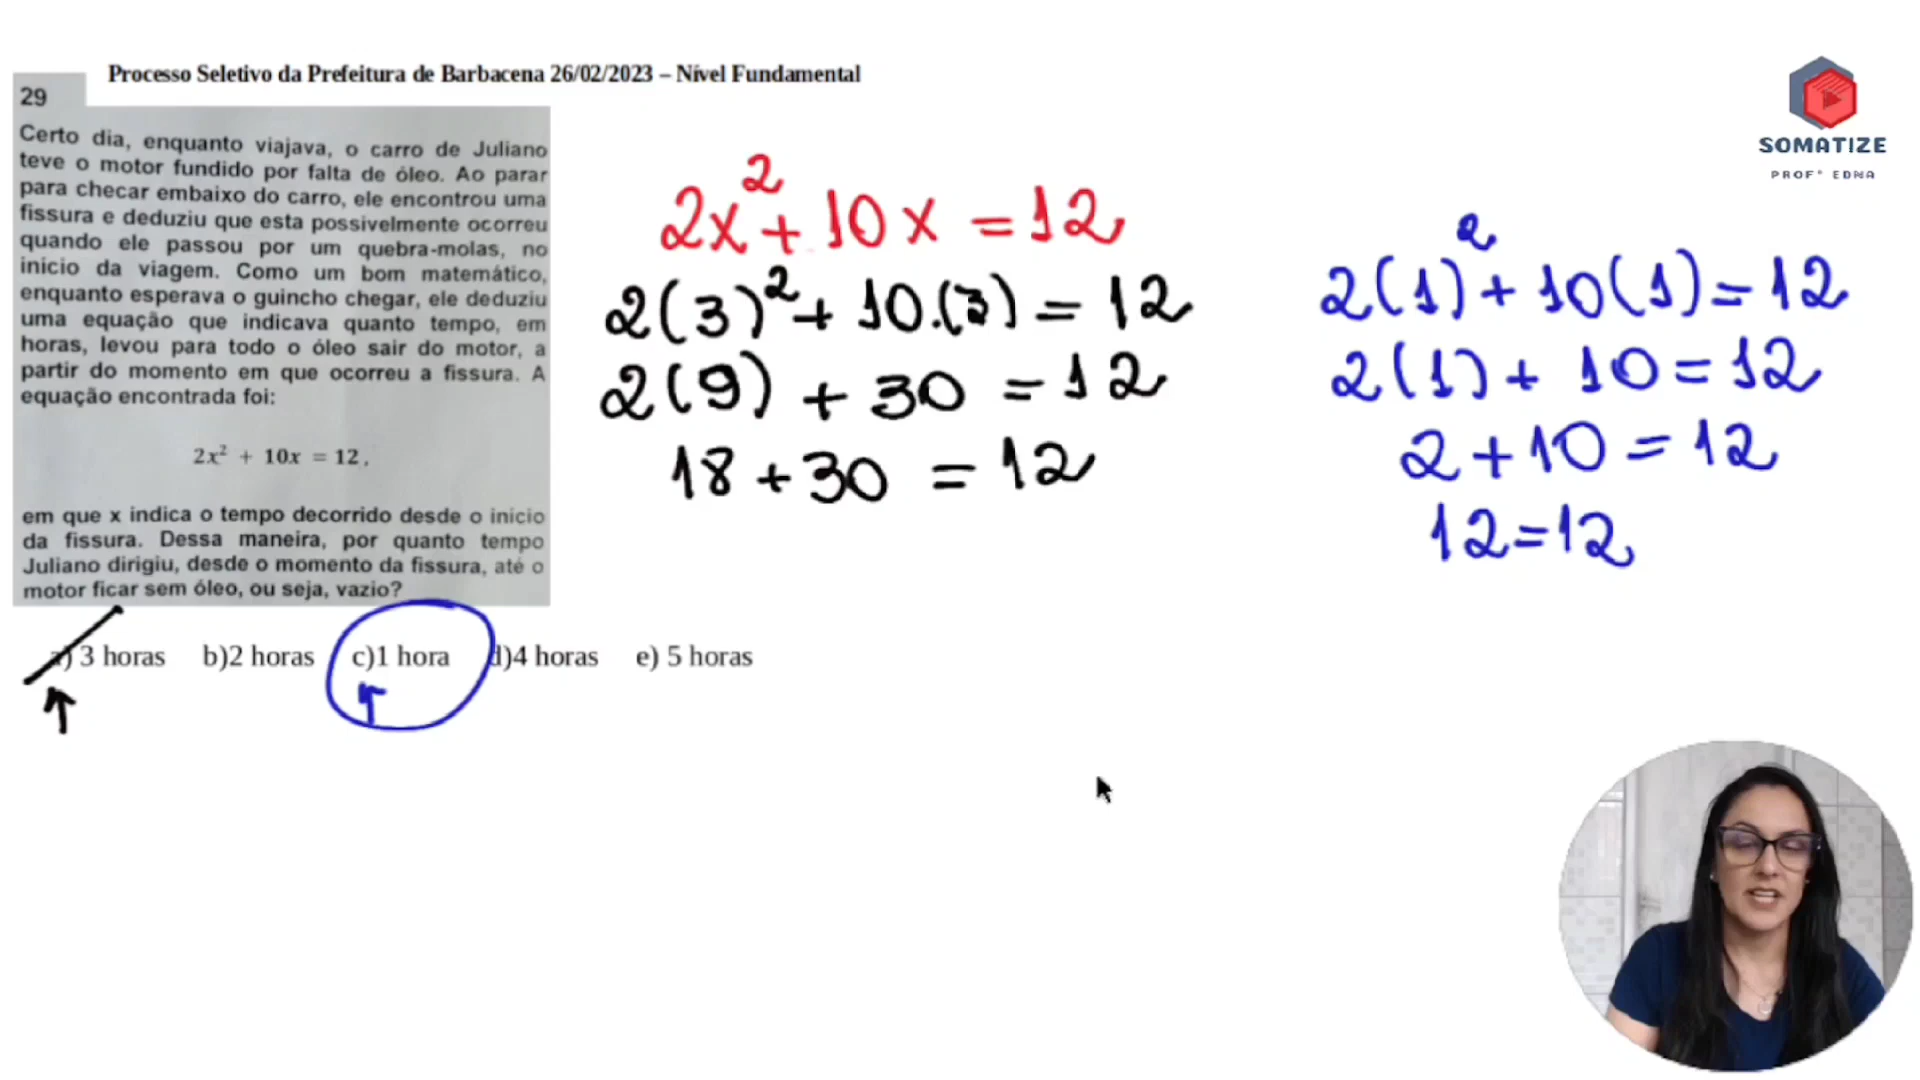 Processo Seletivo da Prefeitura de Barbacena 26/02/2023 – Nível Fundamental
29
Certo dia, enquanto viajava, o carro de Juliano
teve o motor fundido por falta de óleo. Ao parar
para checar embaixo do carro, ele encontrou uma
fissura e deduziu que esta possivelmente ocorreu
quando ele passou por um quebra-molas, no
início da viagem. Como um bom matemático,
enquanto esperava o guincho chegar, ele deduziu
uma equação que indicava quanto tempo, em
horas, levou para todo o óleo sair do motor, a
partir do momento em que ocorreu a fissura. A
equação encontrada foi:
2x² + 10x = 12,
em que x indica o tempo decorrido desde o início
da fissura. Dessa maneira, por quanto tempo
Juliano dirigiu, desde o momento da fissura, até o
motor ficar sem óleo, ou seja, vazio?
a) 3 horas b)2 horas c)1 hora d)4 horas e) 5 horas
2x² + 10x = 12
2(3)² + 10.(3) = 12
2(9) + 30 = 12
18 + 30 = 12
2(1)² + 10(1) = 12
2(1) + 10 = 12
2 + 10 = 12
12 = 12
SOMATIZE
PROFª EDNA